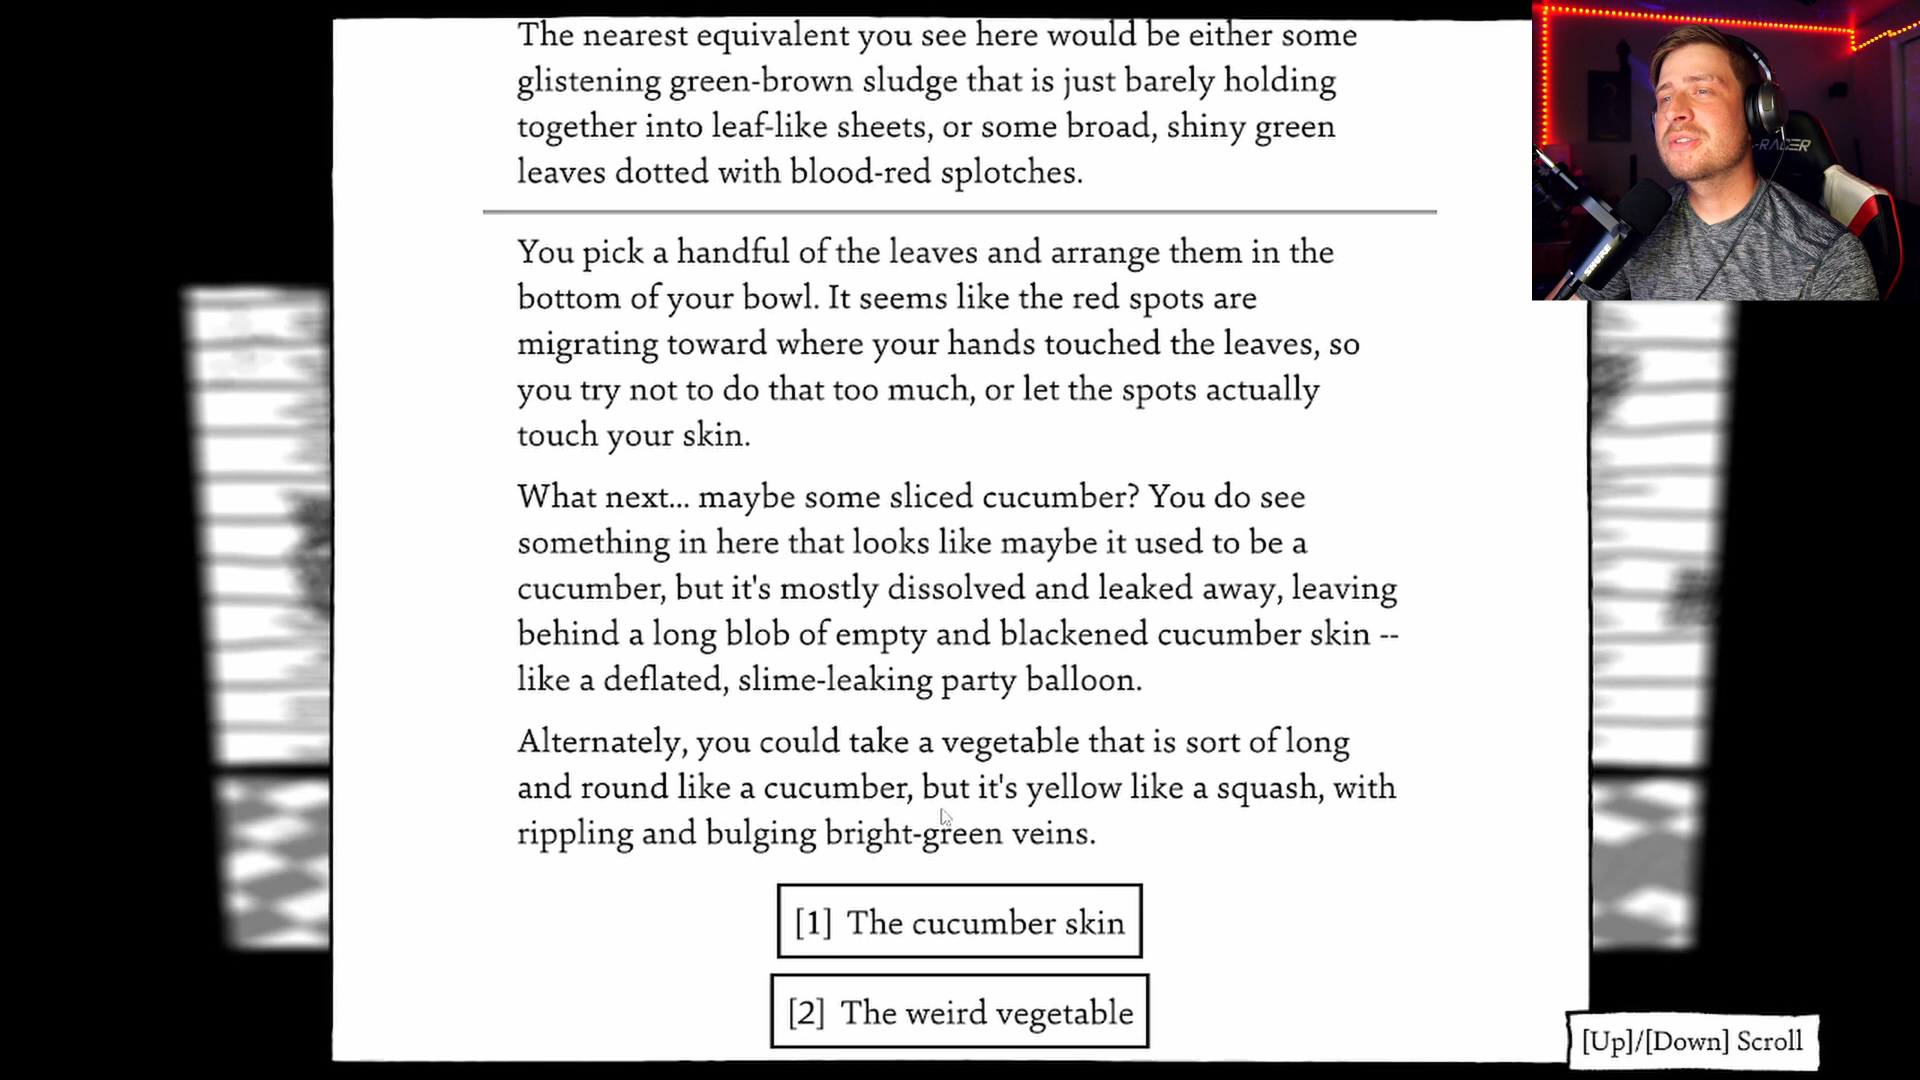 The nearest equivalent you see here would be either some
glistening green-brown sludge that is just barely holding
together into leaf-like sheets, or some broad, shiny green
leaves dotted with blood-red splotches.
You pick a handful of the leaves and arrange them in the
bottom of your bowl. It seems like the red spots are
migrating toward where your hands touched the leaves, so
you try not to do that too much, or let the spots actually
touch your skin.
What next... maybe some sliced cucumber? You do see
something in here that looks like maybe it used to be a
cucumber, but it's mostly dissolved and leaked away, leaving
behind a long blob of empty and blackened cucumber skin --
like a deflated, slime-leaking party balloon.
Alternately, you could take a vegetable that is sort of long
and round like a cucumber, but it's yellow like a squash, with
rippling and bulging bright-green veins.
[1] The cucumber skin
[2] The weird vegetable
[Up]/[Down] Scroll
SHURE